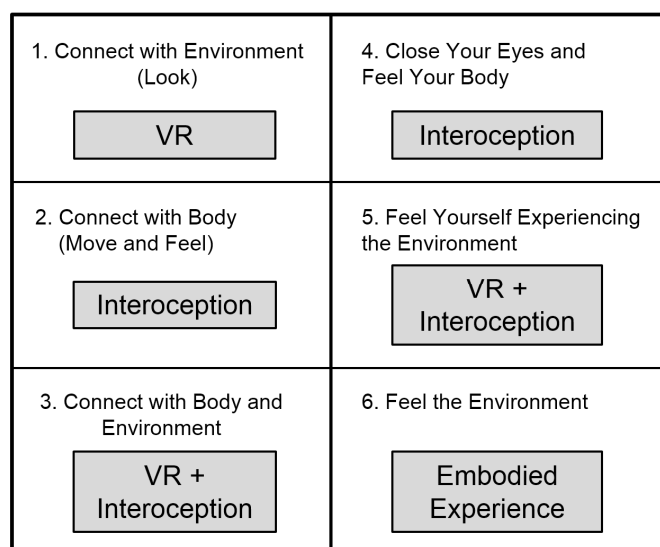 1. Connect with Environment
(Look)
VR
2. Connect with Body
(Move and Feel)
Interoception
3. Connect with Body and
Environment
VR +
Interoception
4. Close Your Eyes and
Feel Your Body
Interoception
5. Feel Yourself Experiencing
the Environment
VR +
Interoception
6. Feel the Environment
Embodied
Experience